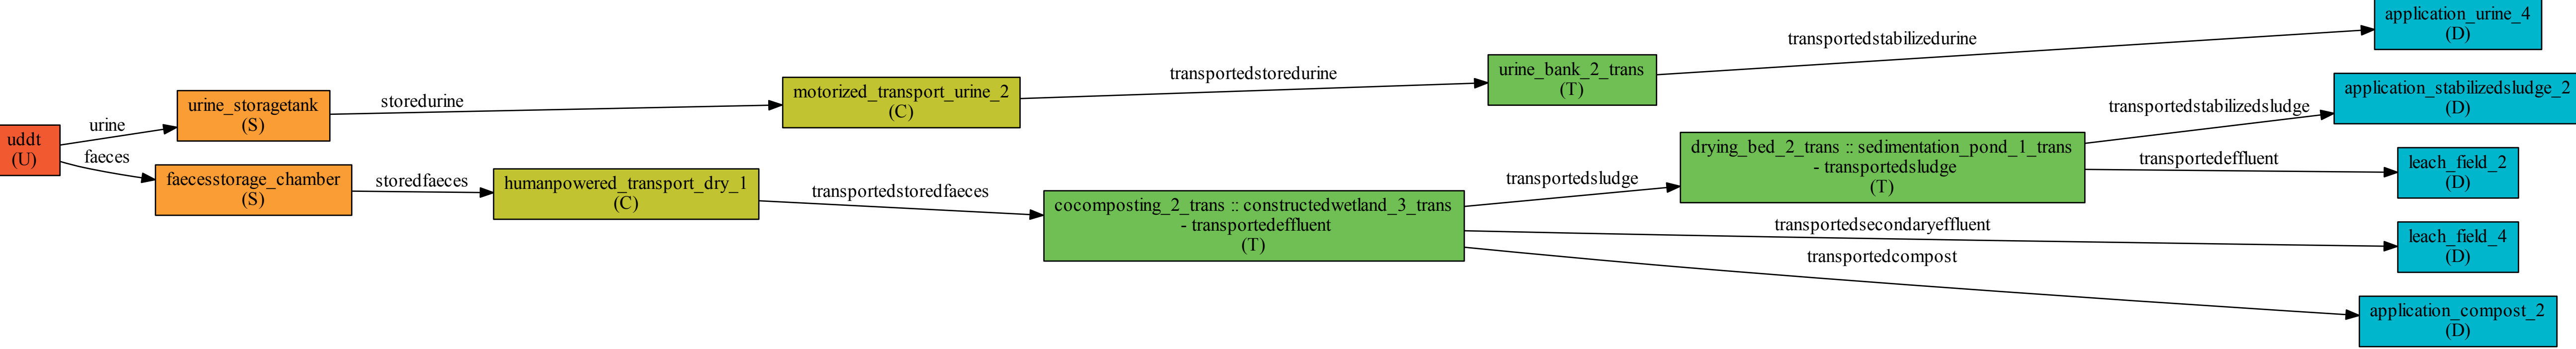 uddt
(U)
urine
faeces
urine_storagetank
(S)
faecesstorage_chamber
(S)
storedurine
storedfaeces
humanpowered_transport_dry_1
(C)
motorized_transport_urine_2
(C)
transportedstoredfaeces
transportedstoredurine
cocomposting_2_trans :: constructedwetland_3_trans
- transportedeffluent
(T)
urine_bank_2_trans
(T)
transportedsludge
drying_bed_2_trans :: sedimentation_pond_1_trans
- transportedsludge
(T)
transportedstabilizedurine
transportedsecondaryeffluent
transportedcompost
transportedstabilizedsludge
transportedeffluent
application_urine_4
(D)
application_stabilizedsludge_2
(D)
leach_field_2
(D)
leach_field_4
(D)
application_compost_2
(D)